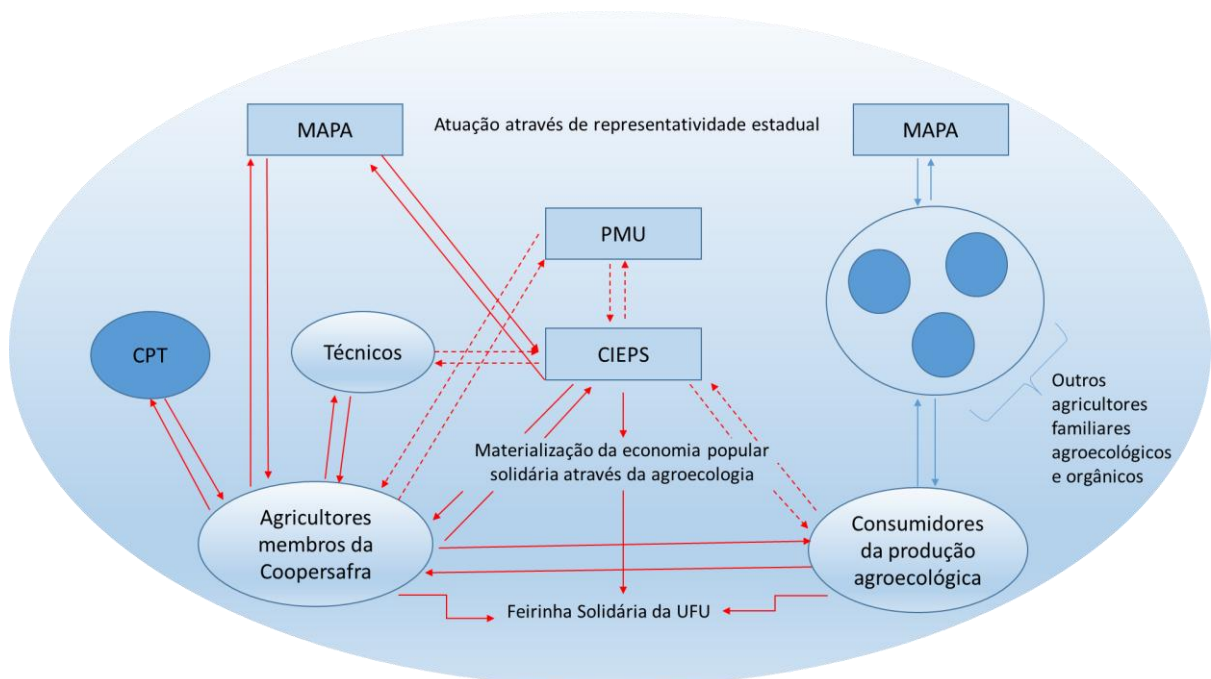 MAPA
Atuação através de representatividade estadual
MAPA
PMU
CPT
Técnicos
CIEPS
Outros
agricultores
familiares
agroecológicos
e orgânicos
Materialização da economia popular
solidária através da agroecologia
Agricultores
membros da
Coopersafra
Consumidores
da produção
agroecológica
Feirinha Solidária da UFU